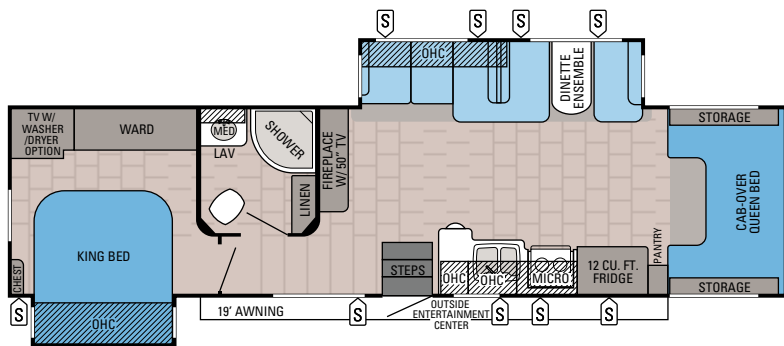 S
S
S
S
OHC
DINETTE
ENSEMBLE
TV W/
WASHER
/DRYER
OPTION
WARD
MED
LAV
SHOWER
LINEN
FIREPLACE
W/ 50" TV
STORAGE
CAB-OVER
QUEEN BED
STORAGE
KING BED
CHEST
STEPS
OHC
OHC
MICRO
12 CU. FT.
FRIDGE
PANTRY
S
OHC
19' AWNING
S
OUTSIDE
ENTERTAINMENT
CENTER
S
S
S